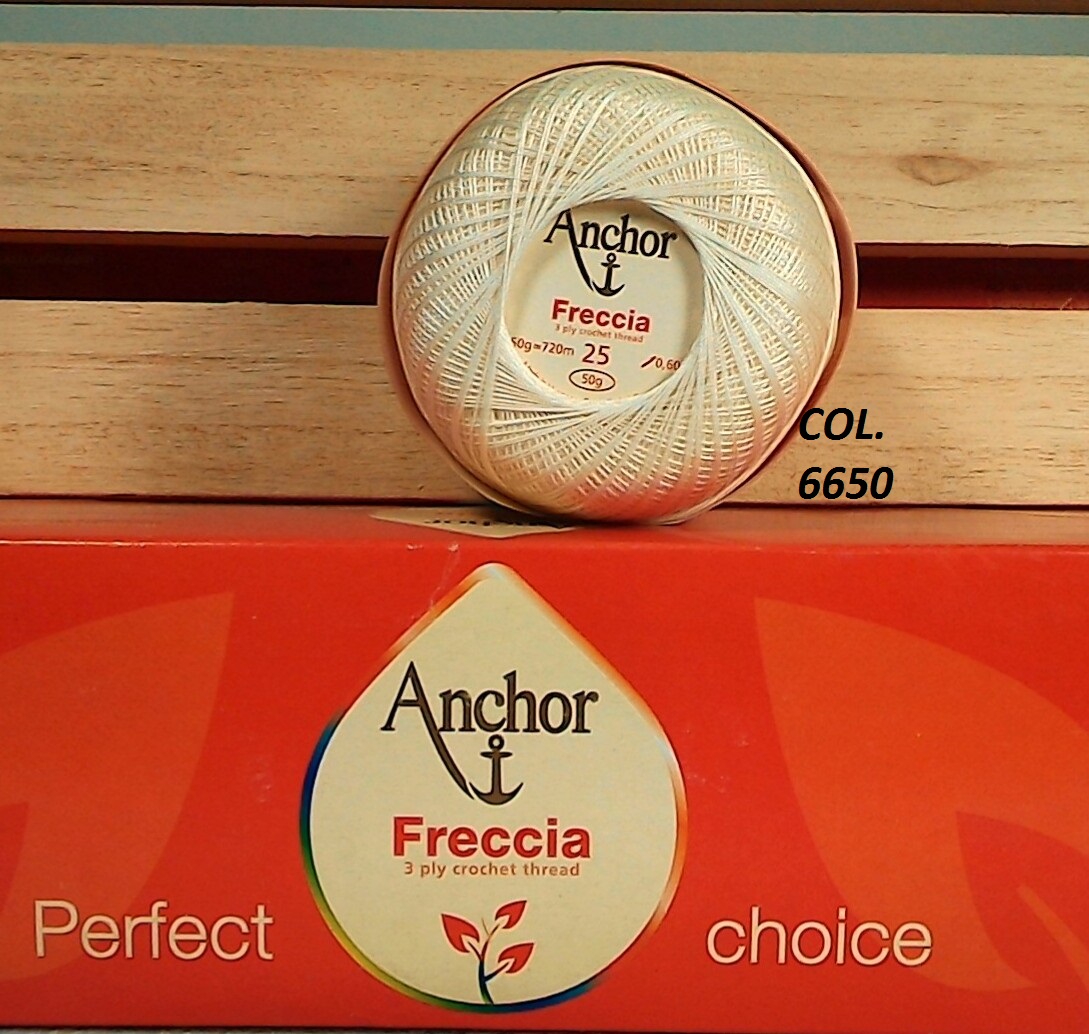 Anchor
Freccia
3 ply crochet thread
50g=720m 25 0,60
50g
COL.
6650
Anchor
Freccia
3 ply crochet thread
Perfect choice